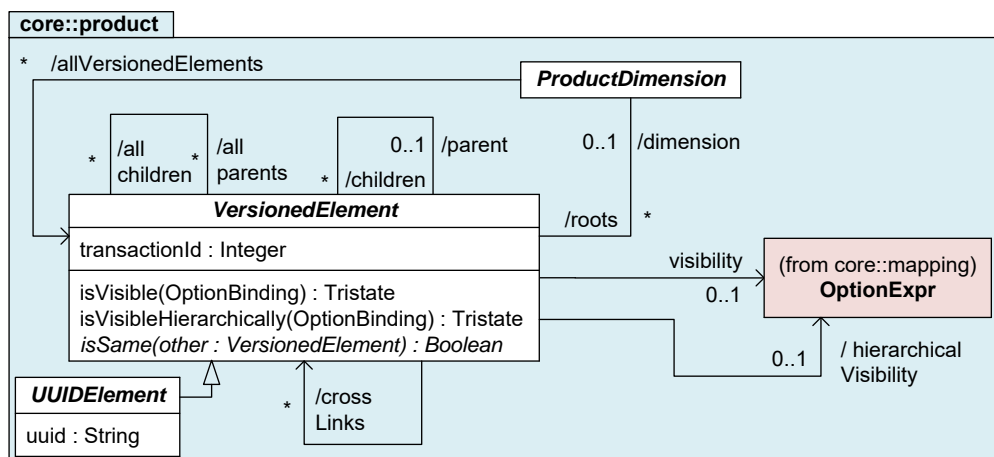 core::product
* /allVersionedElements
ProductDimension
* /all
children
* /all
parents
0..1 /parent
* /children
0..1 /dimension
VersionedElement
/roots *
transactionId : Integer
isVisible(OptionBinding) : Tristate
isVisibleHierarchically(OptionBinding) : Tristate
isSame(other : VersionedElement) : Boolean
visibility
0..1
(from core::mapping)
OptionExpr
0..1
/ hierarchical
Visibility
UUIDElement
uuid : String
* /cross
Links